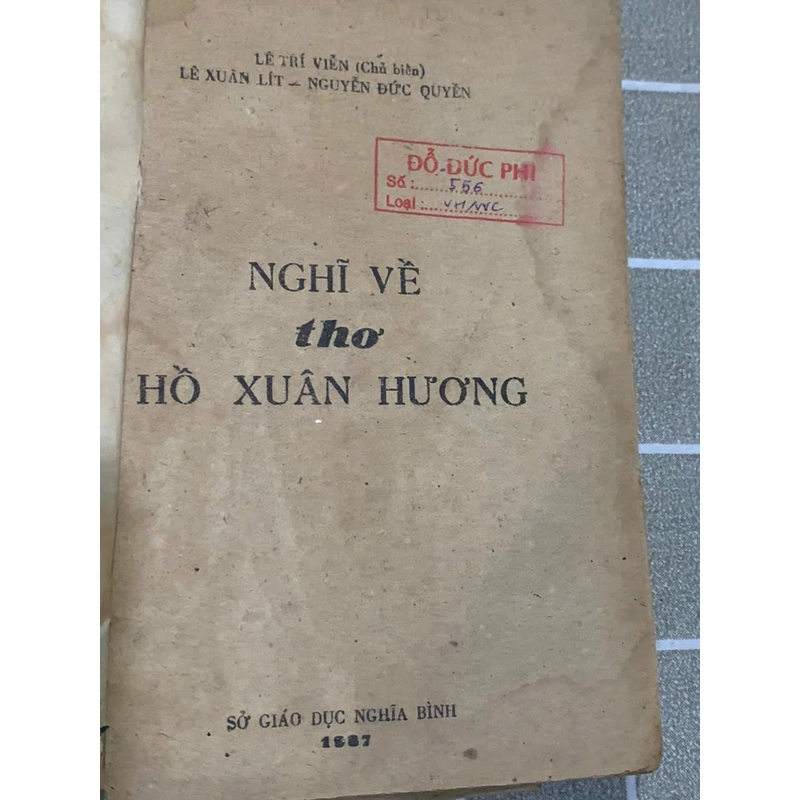 LÊ TRÍ VIỄN (Chủ biên)
LÊ XUÂN LÍT – NGUYỄN ĐỨC QUYỀN
ĐỖ-ĐỨC PHI
Số : 556
Loại : VHNVC
NGHĨ VỀ
thơ
HỒ XUÂN HƯƠNG
SỞ GIÁO DỤC NGHĨA BÌNH
1987